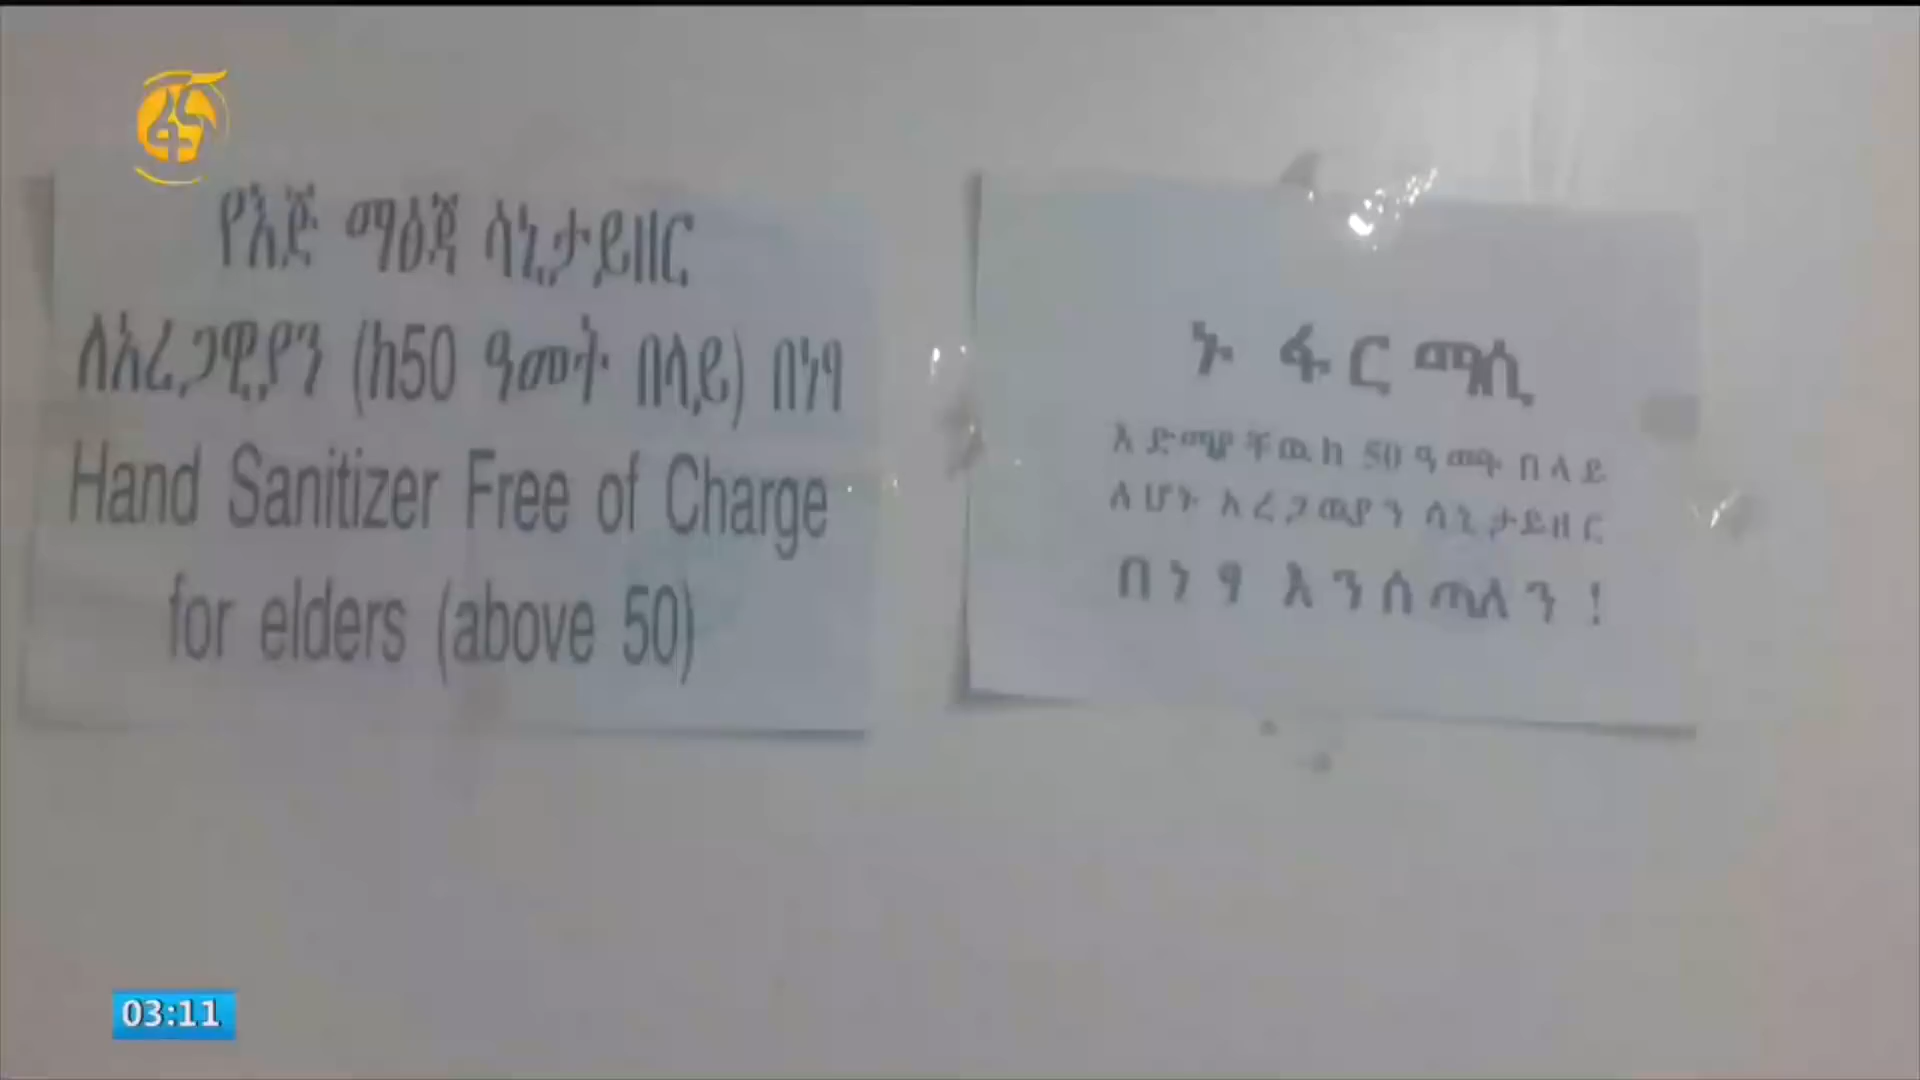 ፋና
የእጅ ማፅጃ ሳኒታይዘር
ለአረጋዊያን (ከ50 ዓመት በላይ) በነፃ
Hand Sanitizer Free of Charge
for elders (above 50)
ኑ ፋርማሲ
እድሜያቸዉ ከ 50 ዓመት በላይ
ለሆኑ አረጋዉያን ሳኒታይዘር
በነፃ እንሰጣለን !
03:11